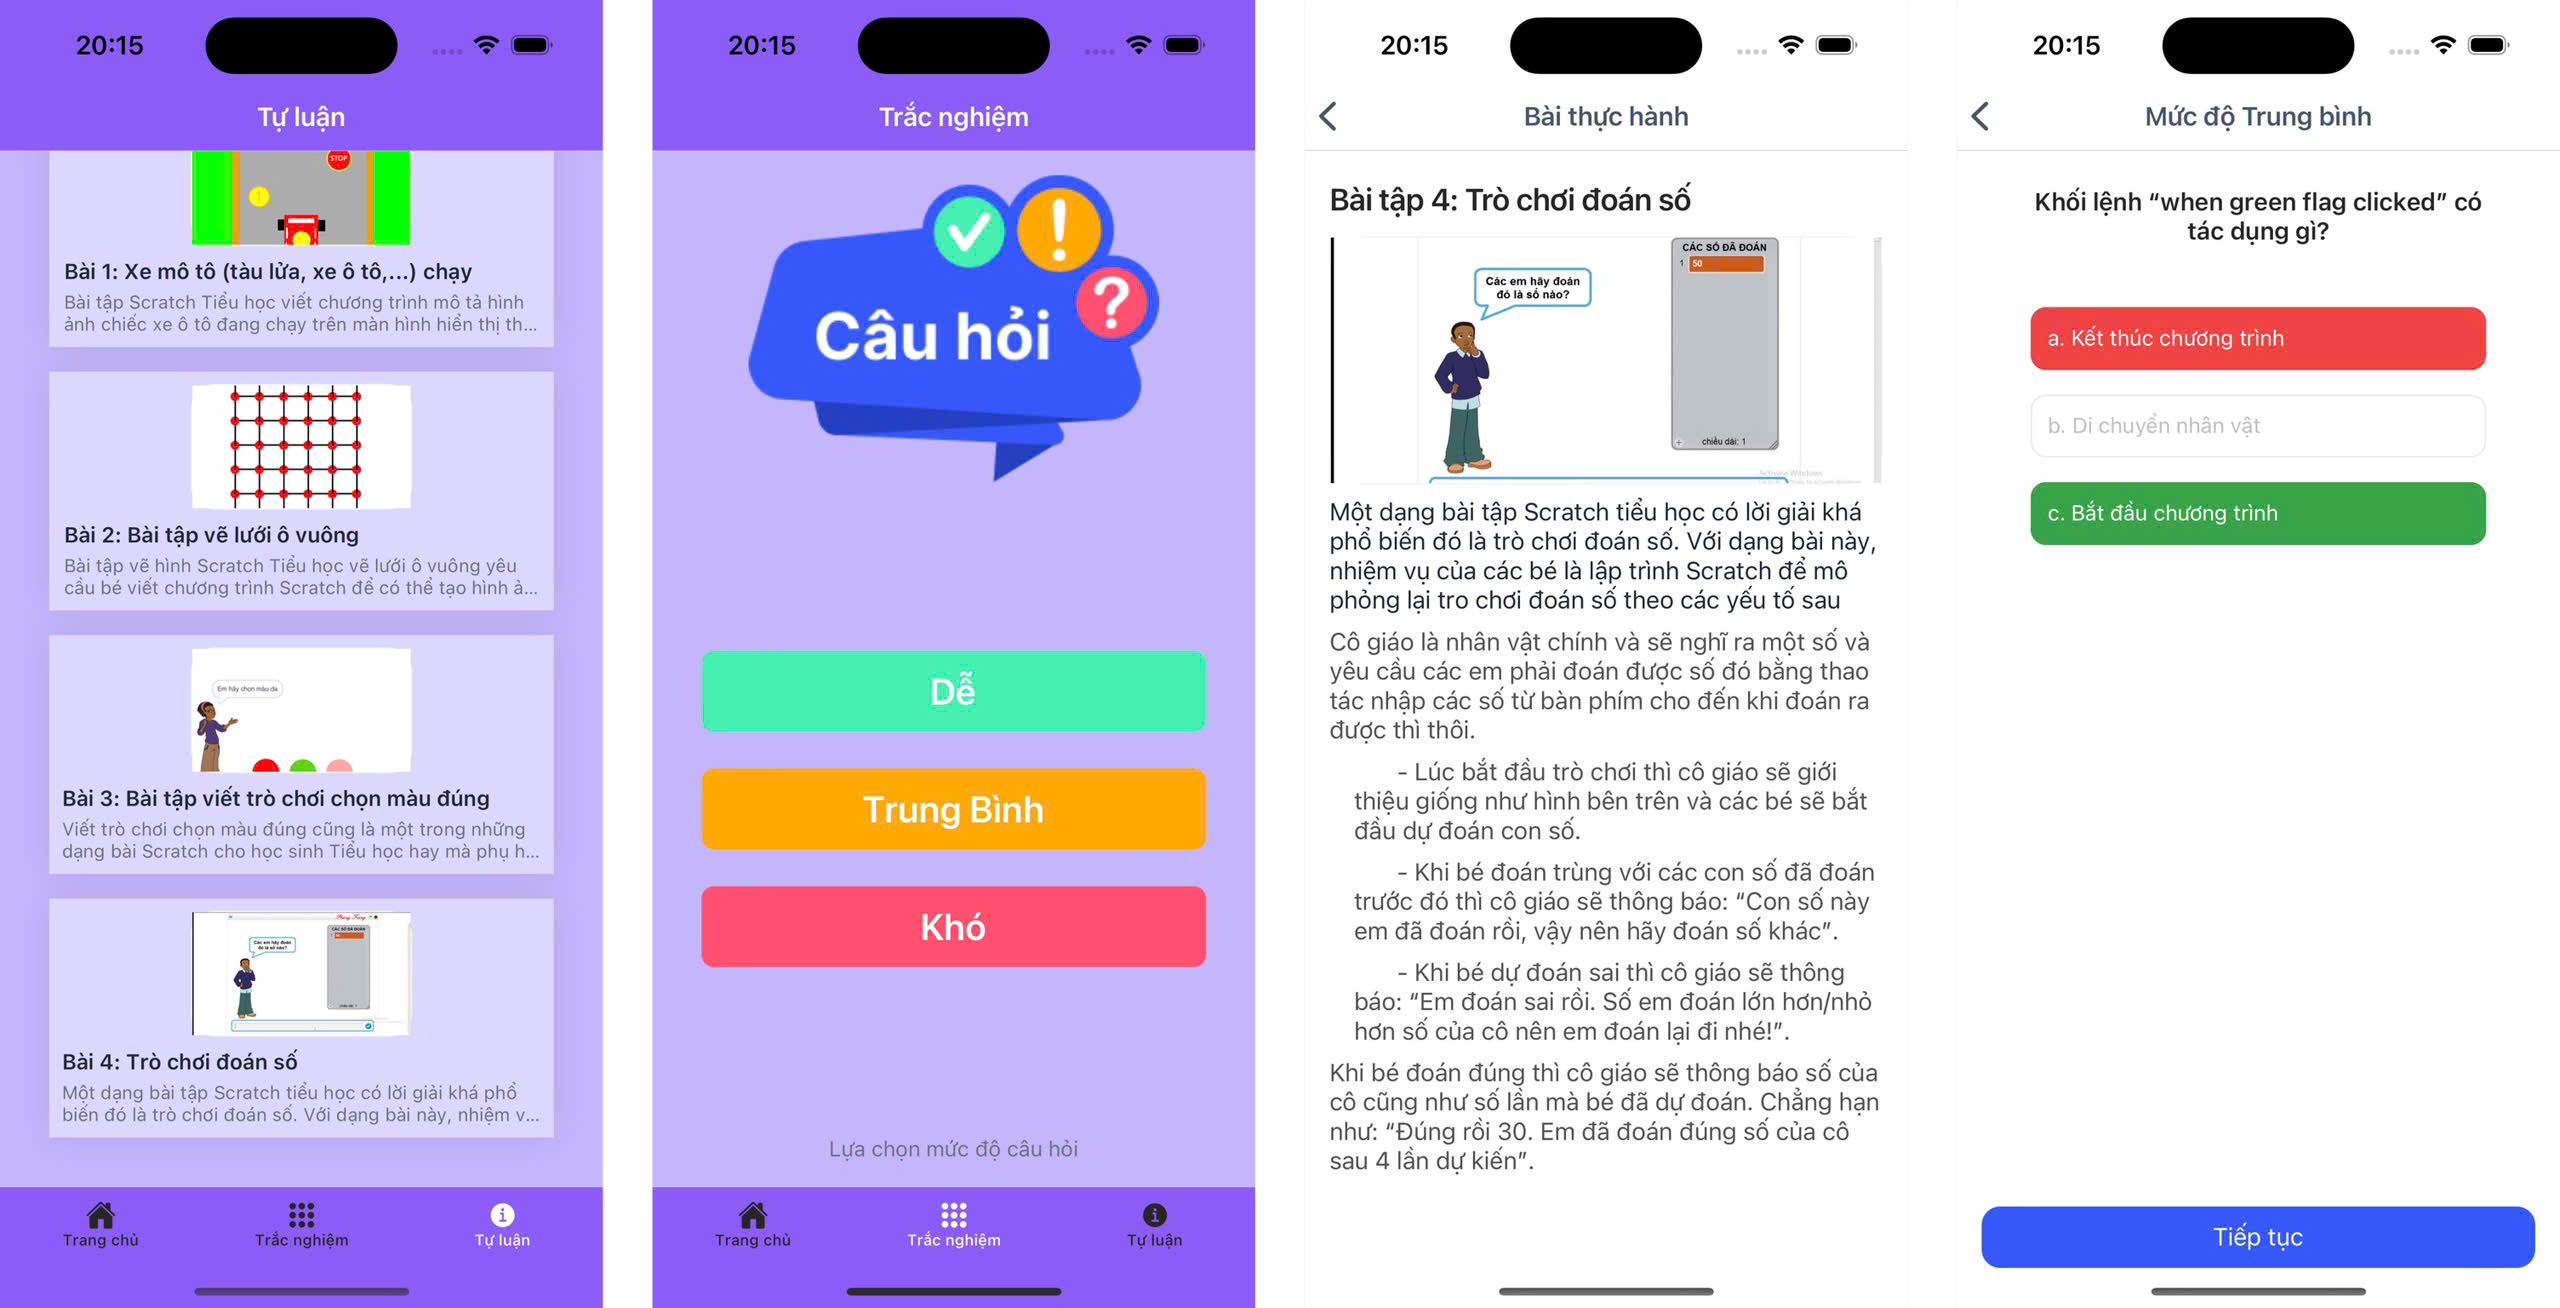 20:15
Tự luận
STOP
Bài 1: Xe mô tô (tàu lửa, xe ô tô,...) chạy
Bài tập Scratch Tiểu học viết chương trình mô tả hình
ảnh chiếc xe ô tô đang chạy trên màn hình hiển thị th...
Bài 2: Bài tập vẽ lưới ô vuông
Bài tập vẽ hình Scratch Tiểu học vẽ lưới ô vuông yêu
cầu bé viết chương trình Scratch để có thể tạo hình ả...
Em hãy chọn màu da
Bài 3: Bài tập viết trò chơi chọn màu đúng
Viết trò chơi chọn màu đúng cũng là một trong những
dạng bài Scratch cho học sinh Tiểu học hay mà phụ h...
CÁC SỐ ĐÃ ĐOÁN
Các em hãy đoán
đó là số nào?
Bài 4: Trò chơi đoán số
Một dạng bài tập Scratch tiểu học có lời giải khá phổ
biến đó là trò chơi đoán số. Với dạng bài này, nhiệm v...
Trang chủ
Trắc nghiệm
Tự luận
20:15
Trắc nghiệm
Câu hỏi
Dễ
Trung Bình
Khó
Lựa chọn mức độ câu hỏi
Trang chủ
Trắc nghiệm
Tự luận
20:15
Bài thực hành
Bài tập 4: Trò chơi đoán số
CÁC SỐ ĐÃ ĐOÁN
1 50
Các em hãy đoán
đó là số nào?
chiều dài: 1
Activate Windows
Một dạng bài tập Scratch tiểu học có lời giải khá
phổ biến đó là trò chơi đoán số. Với dạng bài này,
nhiệm vụ của các bé là lập trình Scratch để mô
phỏng lại tro chơi đoán số theo các yếu tố sau
Cô giáo là nhân vật chính và sẽ nghĩ ra một số và
yêu cầu các em phải đoán được số đó bằng thao
tác nhập các số từ bàn phím cho đến khi đoán ra
được thì thôi.
- Lúc bắt đầu trò chơi thì cô giáo sẽ giới
thiệu giống như hình bên trên và các bé sẽ bắt
đầu dự đoán con số.
- Khi bé đoán trùng với các con số đã đoán
trước đó thì cô giáo sẽ thông báo: “Con số này
em đã đoán rồi, vậy nên hãy đoán số khác”.
- Khi bé dự đoán sai thì cô giáo sẽ thông
báo: “Em đoán sai rồi. Số em đoán lớn hơn/nhỏ
hơn số của cô nên em đoán lại đi nhé!”.
Khi bé đoán đúng thì cô giáo sẽ thông báo số của
cô cũng như số lần mà bé đã dự đoán. Chẳng hạn
như: “Đúng rồi 30. Em đã đoán đúng số của cô
sau 4 lần dự kiến”.
20:15
Mức độ Trung bình
Khối lệnh “when green flag clicked” có
tác dụng gì?
a. Kết thúc chương trình
b. Di chuyển nhân vật
c. Bắt đầu chương trình
Tiếp tục